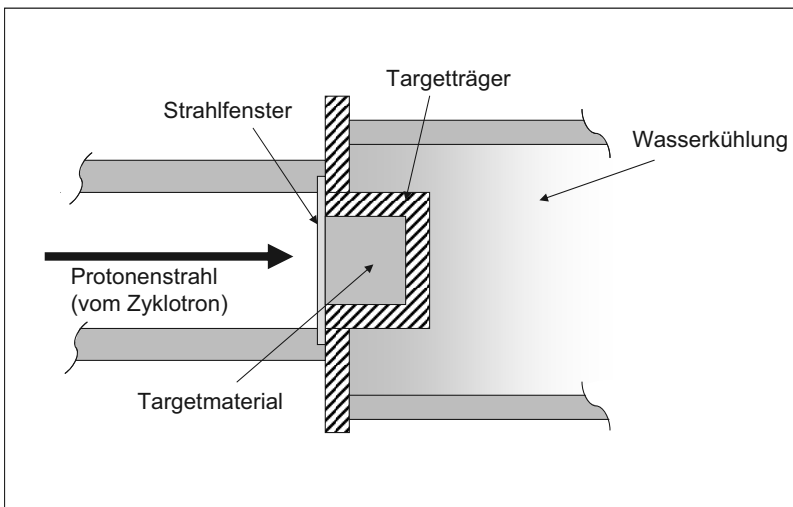 Targetträger
Strahlfenster
Wasserkühlung
Protonenstrahl
(vom Zyklotron)
Targetmaterial